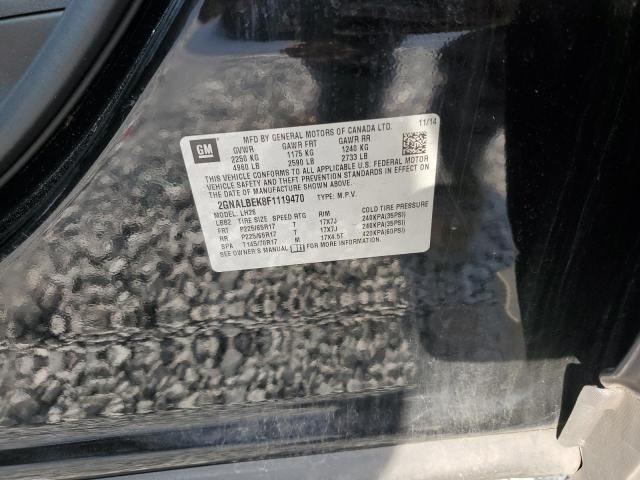 GM
MFD BY GENERAL MOTORS OF CANADA LTD. 11/14
GVWR GAWR FRT GAWR RR
2250 KG 1175 KG 1240 KG
4960 LB 2590 LB 2733 LB
THIS VEHICLE CONFORMS TO ALL APPLICABLE U.S. FEDERAL MOTOR
VEHICLE SAFETY AND THEFT PREVENTION STANDARDS IN EFFECT
ON THE DATE OF MANUFACTURE SHOWN ABOVE.
2GNALBEK8F1119470 TYPE: M.P.V.
MODEL: LH26
LB82 TIRE SIZE SPEED RTG RIM COLD TIRE PRESSURE
FRT P225/65R17 T 17X7J 240KPA(35PSI)
RR P225/65R17 T 17X7J 240KPA(35PSI)
SPA T145/70R17 M 17X4.5T 420KPA(60PSI)
SEE OWNER'S MANUAL